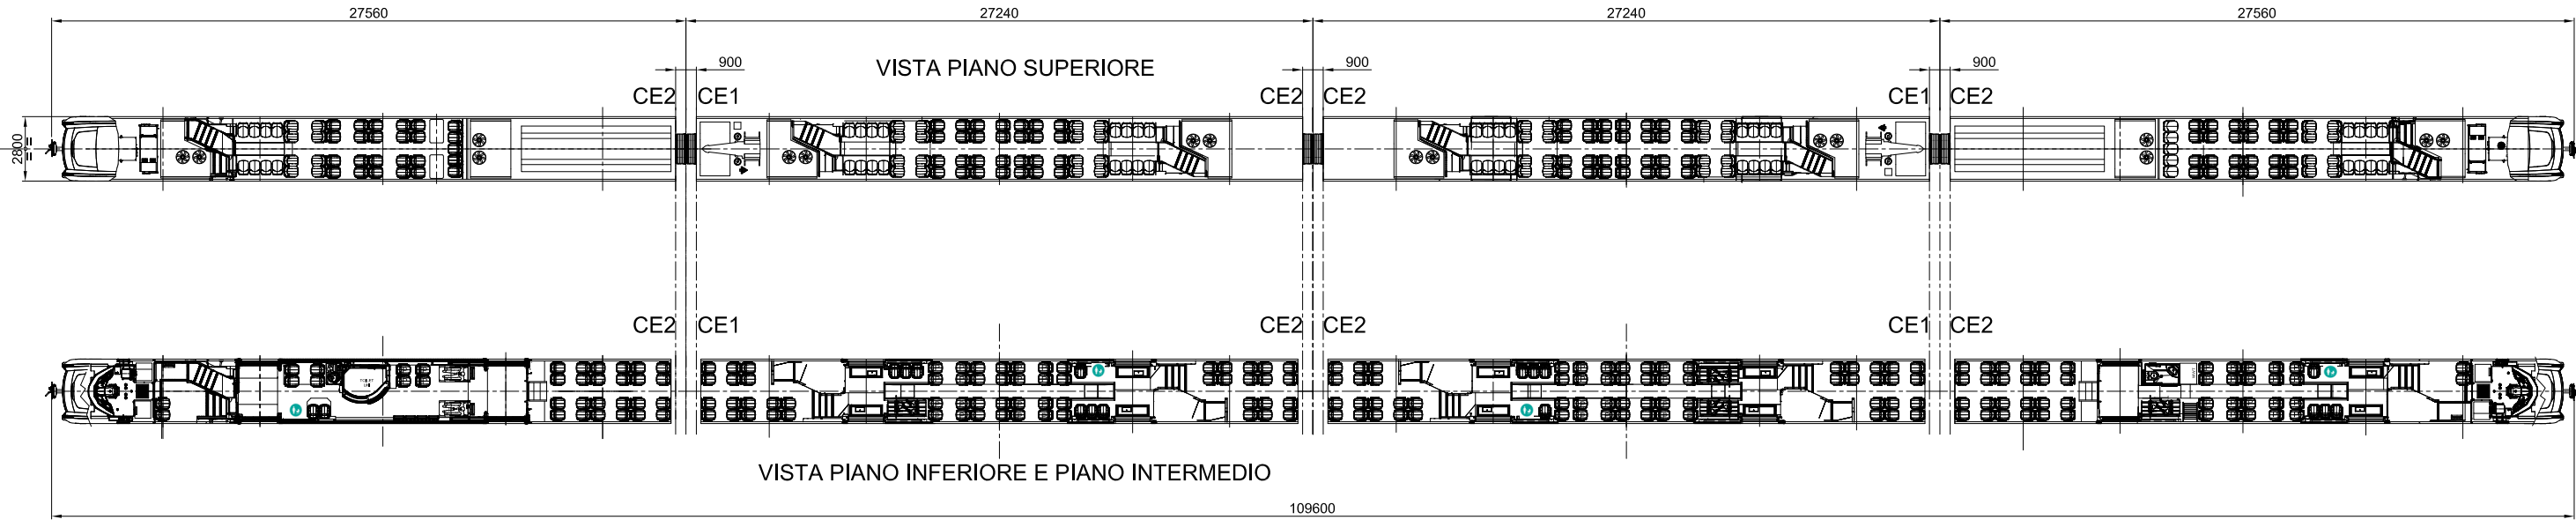 27560 27240 27240 27560
VISTA PIANO SUPERIORE
900 900 900
CE2 CE1 CE2 CE2 CE1 CE2
2800
CE2 CE1 CE2 CE2 CE1 CE2
VISTA PIANO INFERIORE E PIANO INTERMEDIO
109600